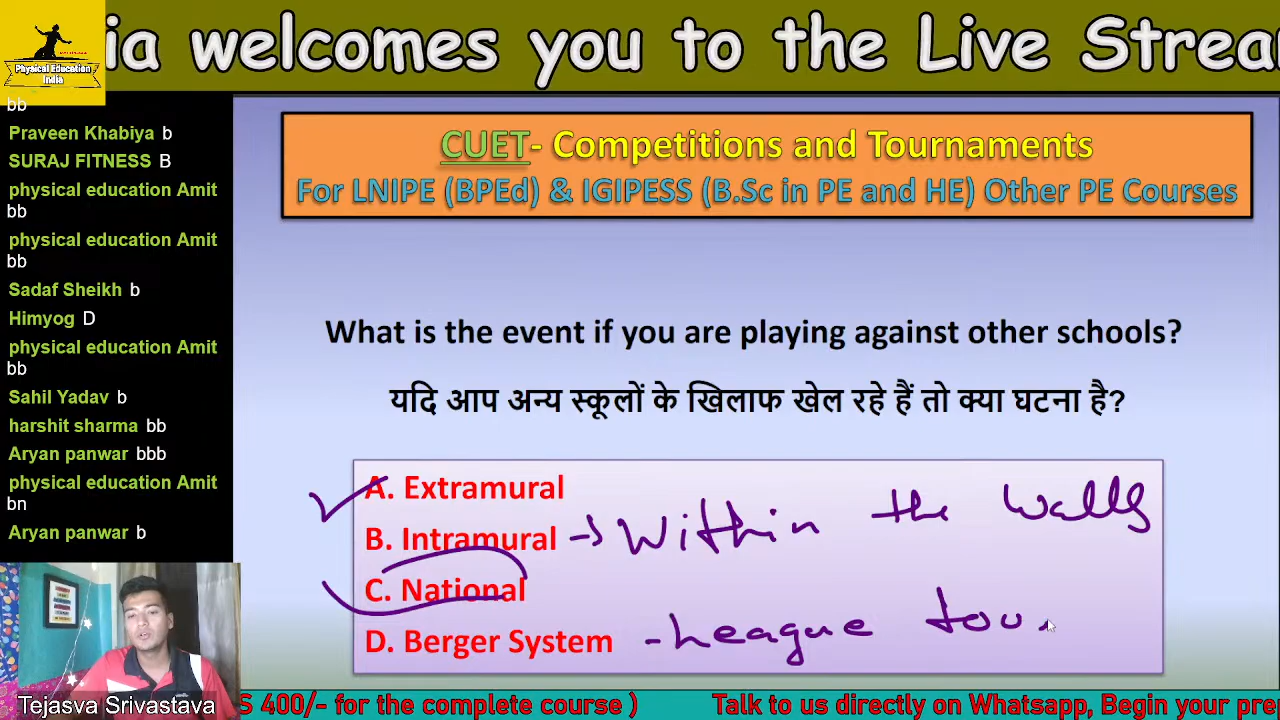 ia welcomes you to the Live Strea
Physical Education
India
bb
Praveen Khabiya b
SURAJ FITNESS B
physical education Amit
bb
physical education Amit
bb
Sadaf Sheikh b
Himyog D
physical education Amit
bb
Sahil Yadav b
harshit sharma bb
Aryan panwar bbb
physical education Amit
bn
Aryan panwar b
CUET- Competitions and Tournaments
For LNIPE (BPEd) & IGIPESS (B.Sc in PE and HE) Other PE Courses
What is the event if you are playing against other schools?
यदि आप अन्य स्कूलों के खिलाफ खेल रहे हैं तो क्या घटना है?
A. Extramural
B. Intramural → Within the walls
C. National
D. Berger System - League tou
Tejasva Srivastava
S 400/- for the complete course ) Talk to us directly on Whatsapp, Begin your pre